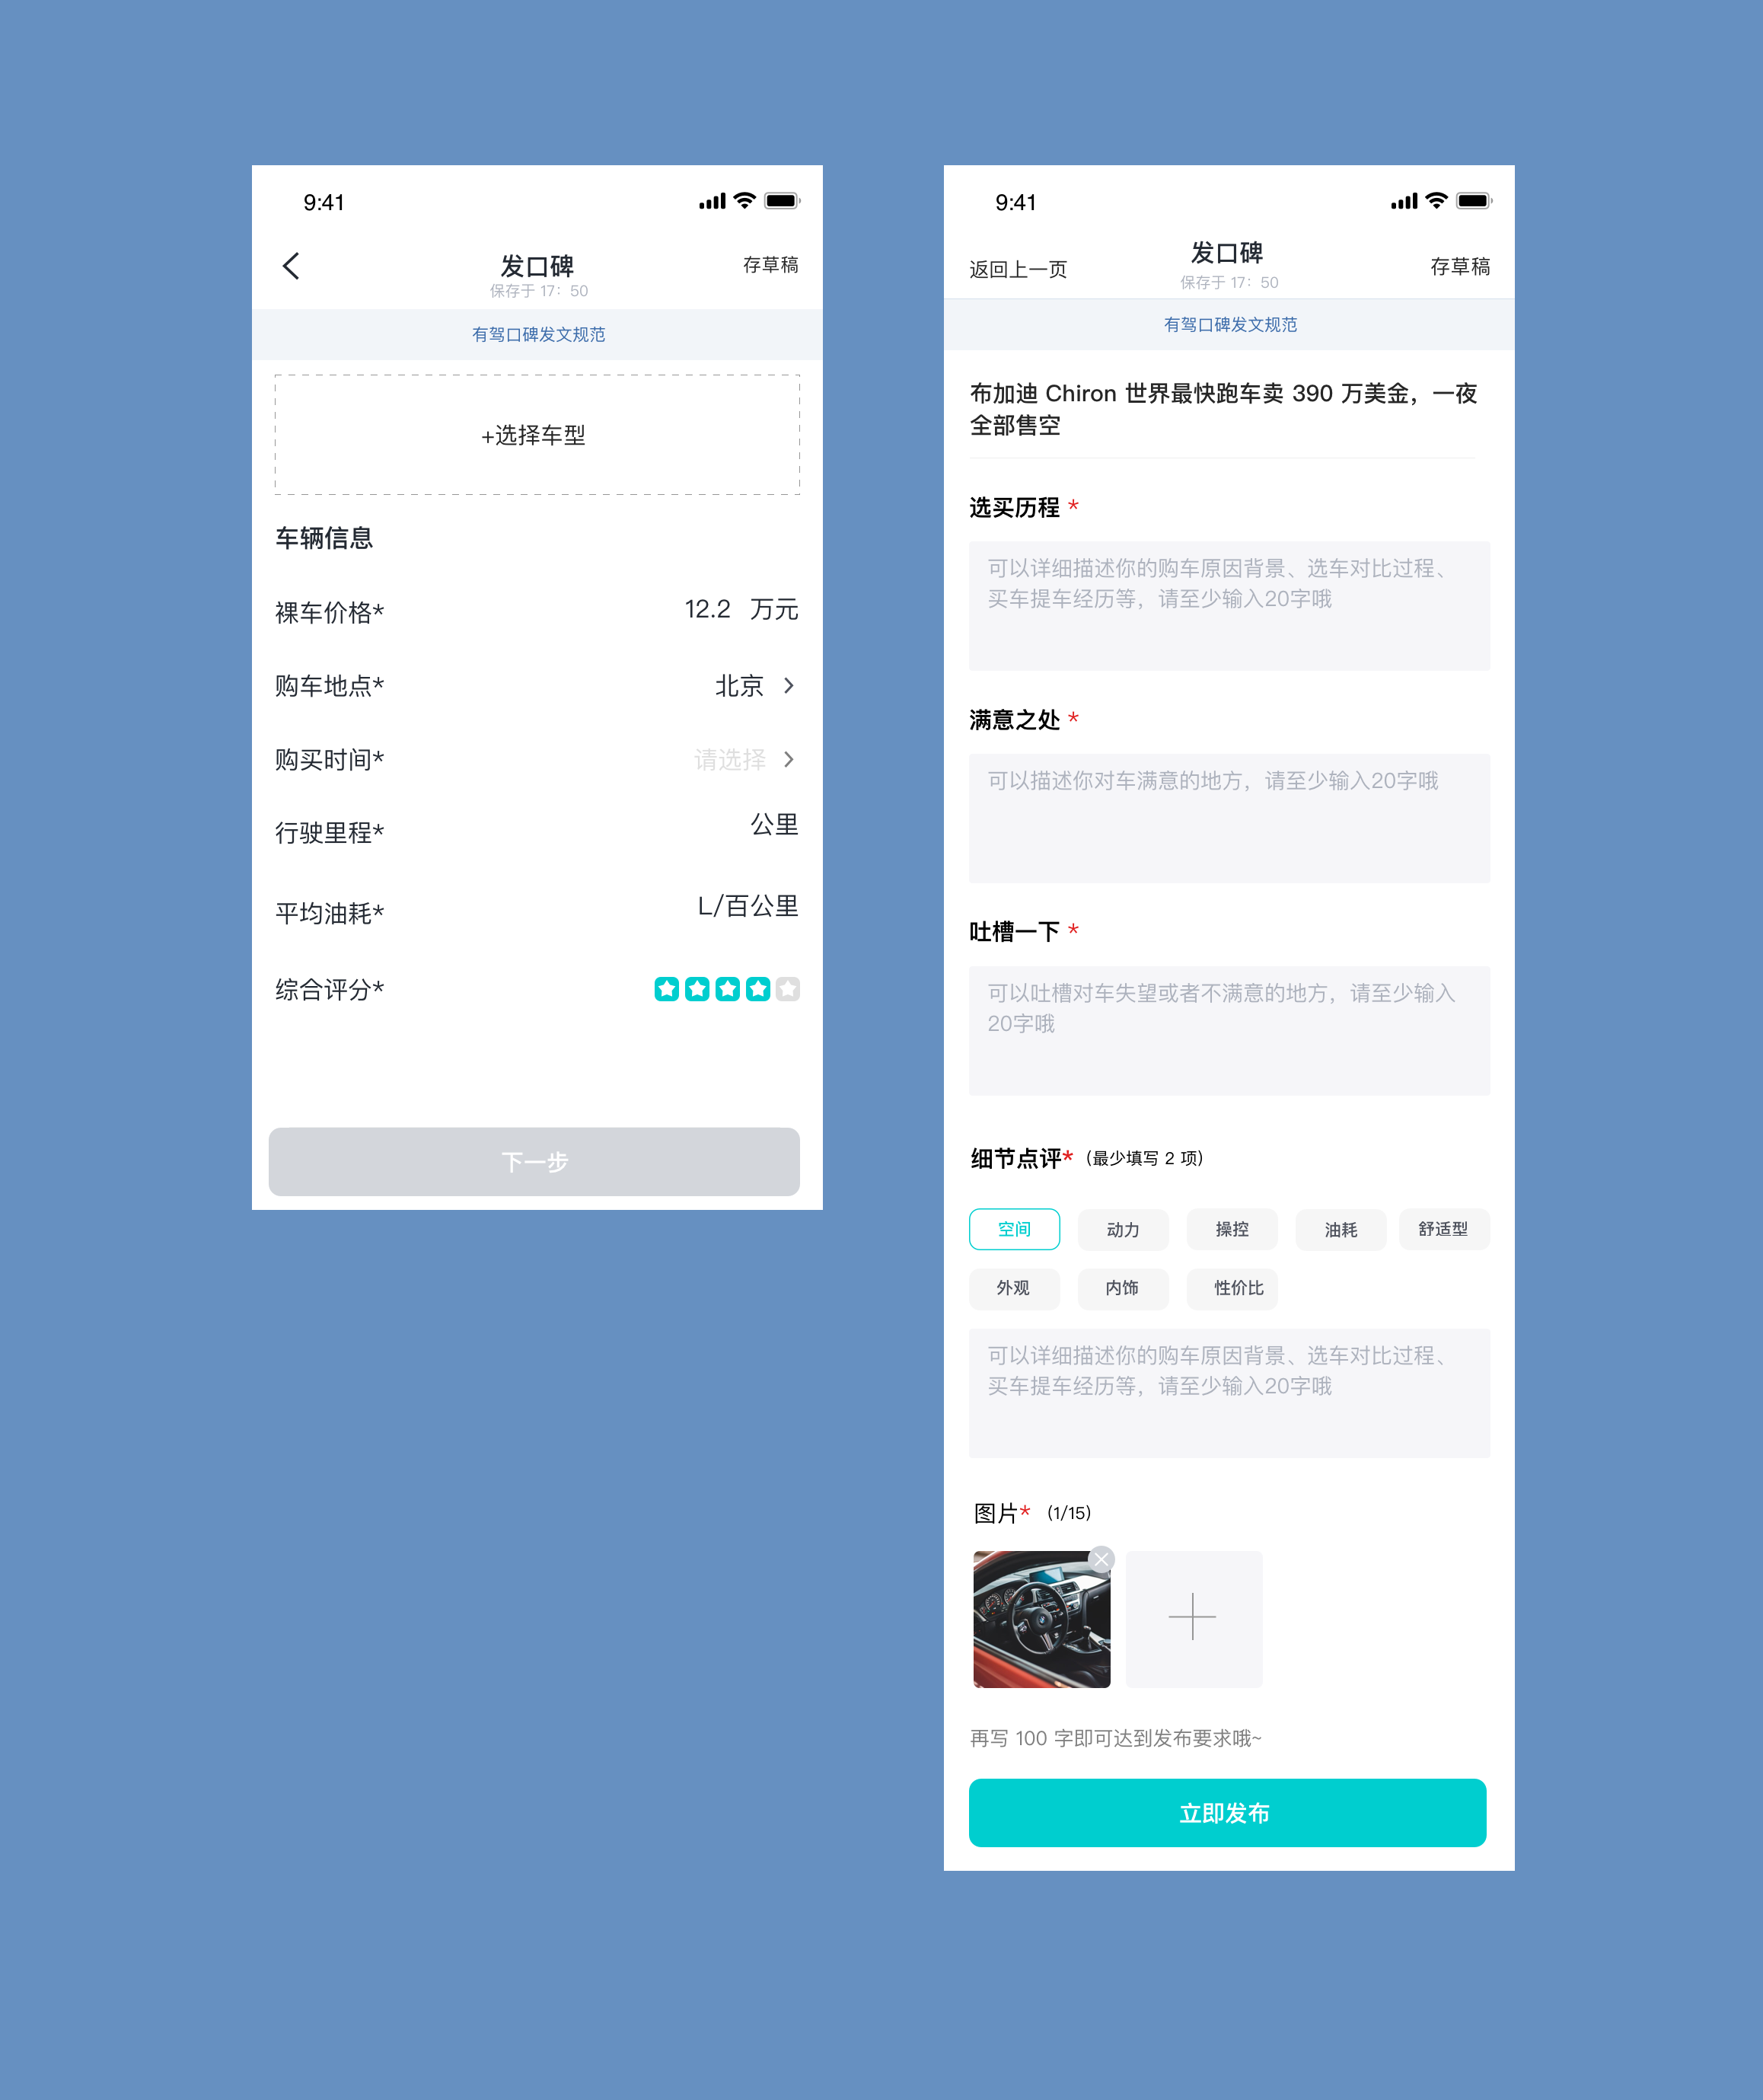 9:41
发口碑
存草稿
保存于 17：50
有驾口碑发文规范
+选择车型
车辆信息
裸车价格*
12.2 万元
购车地点*
北京
购买时间*
请选择
行驶里程*
公里
平均油耗*
L/百公里
综合评分*
下一步
9:41
返回上一页
发口碑
存草稿
保存于 17：50
有驾口碑发文规范
布加迪 Chiron 世界最快跑车卖 390 万美金，一夜
全部售空
选买历程 *
可以详细描述你的购车原因背景、选车对比过程、
买车提车经历等，请至少输入20字哦
满意之处 *
可以描述你对车满意的地方，请至少输入20字哦
吐槽一下 *
可以吐槽对车失望或者不满意的地方，请至少输入
20字哦
细节点评*（最少填写 2 项）
空间 动力 操控 油耗 舒适型
外观 内饰 性价比
可以详细描述你的购车原因背景、选车对比过程、
买车提车经历等，请至少输入20字哦
图片*（1/15）
再写 100 字即可达到发布要求哦~
立即发布